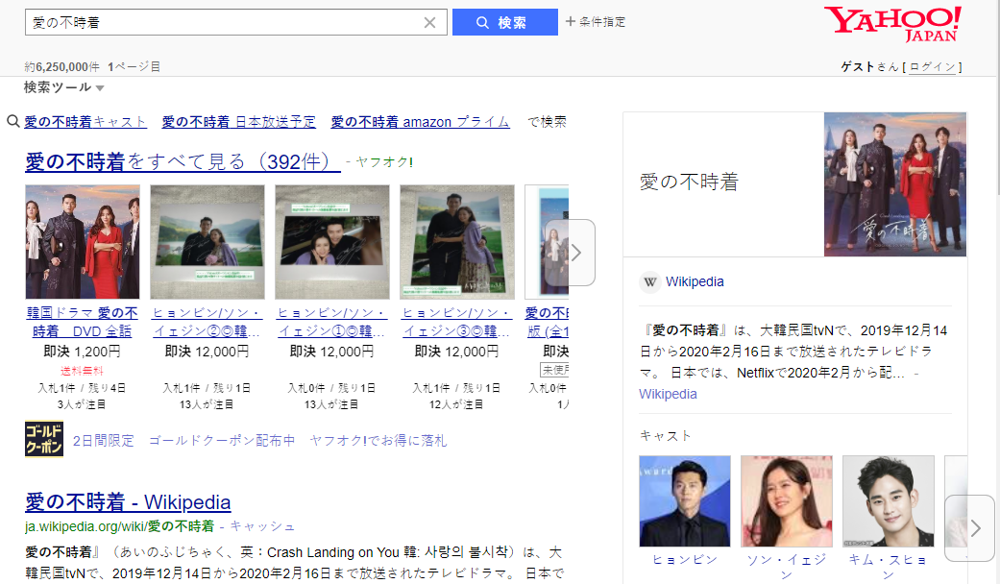 愛の不時着
検索
条件指定
YAHOO!
JAPAN
約6,250,000件 1ページ目
ゲストさん [ ログイン ]
検索ツール
愛の不時着キャスト 愛の不時着 日本放送予定 愛の不時着 amazon プライム で検索
愛の不時着をすべて見る（392件） - ヤフオク!
韓国ドラマ 愛の不時着 DVD 全話
即決 1,200円
送料無料
入札1件 / 残り4日
3人が注目
ヒョンビン/ソン・イェジン②◎韓...
即決 12,000円
入札1件 / 残り1日
13人が注目
ヒョンビン/ソン・イェジン①◎韓...
即決 12,000円
入札0件 / 残り1日
13人が注目
ヒョンビン/ソン・イェジン③◎韓...
即決 12,000円
入札1件 / 残り1日
12人が注目
愛の不
版 (全1
即決
未使
入札0件
1人
ゴールド
クーポン
2日間限定 ゴールドクーポン配布中 ヤフオク!でお得に落札
愛の不時着 - Wikipedia
ja.wikipedia.org/wiki/愛の不時着 - キャッシュ
愛の不時着』（あいのふじちゃく、英：Crash Landing on You 韓: 사랑의 불시착）は、大
韓民国tvNで、2019年12月14日から2020年2月16日まで放送されたテレビドラマ。 日本で
愛の不時着
愛の不時着
W Wikipedia
『愛の不時着』は、大韓民国tvNで、2019年12月14
日から2020年2月16日まで放送されたテレビドラ
マ。 日本では、Netflixで2020年2月から配... -
Wikipedia
キャスト
ヒョンビン
ソン・イェジン
キム・スヒョン